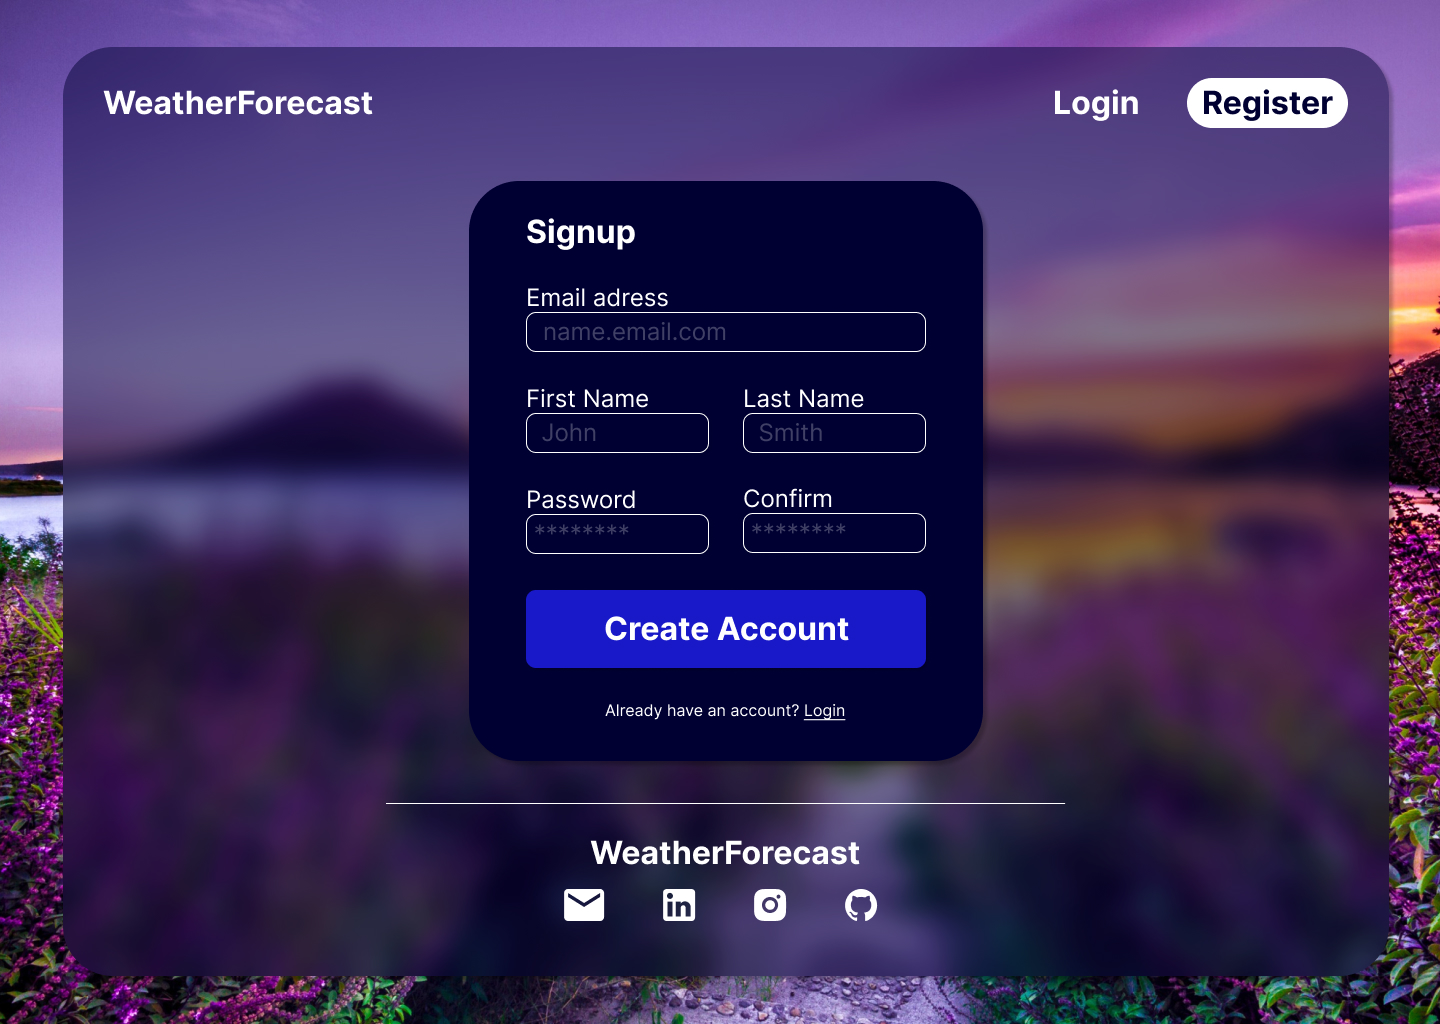 WeatherForecast
Login
Register
Signup
Email adress
name.email.com
First Name
Last Name
John
Smith
Password
Confirm
********
********
Create Account
Already have an account? Login
WeatherForecast
in